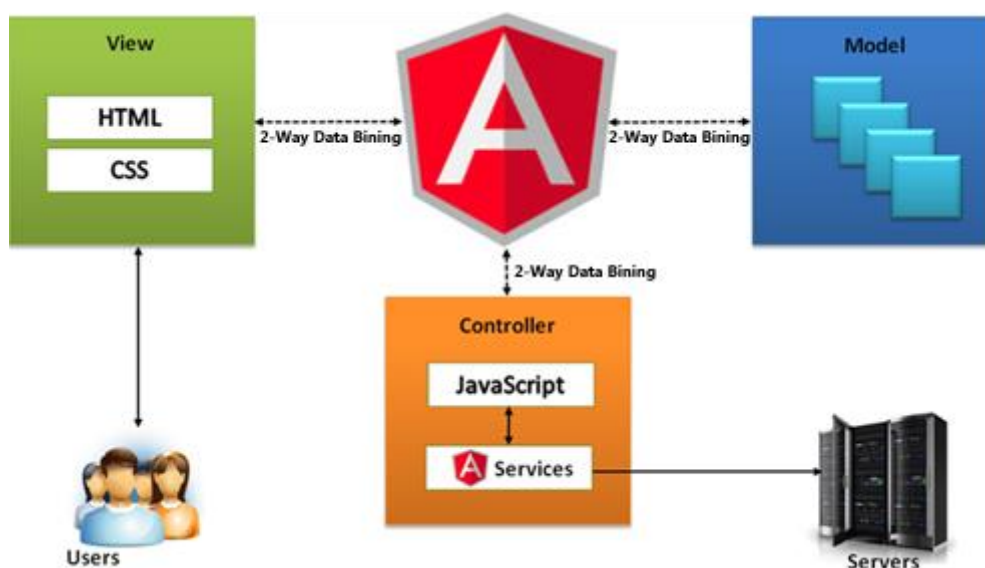 View
HTML
CSS
2-Way Data Bining
2-Way Data Bining
Model
2-Way Data Bining
Controller
JavaScript
Services
Users
Servers